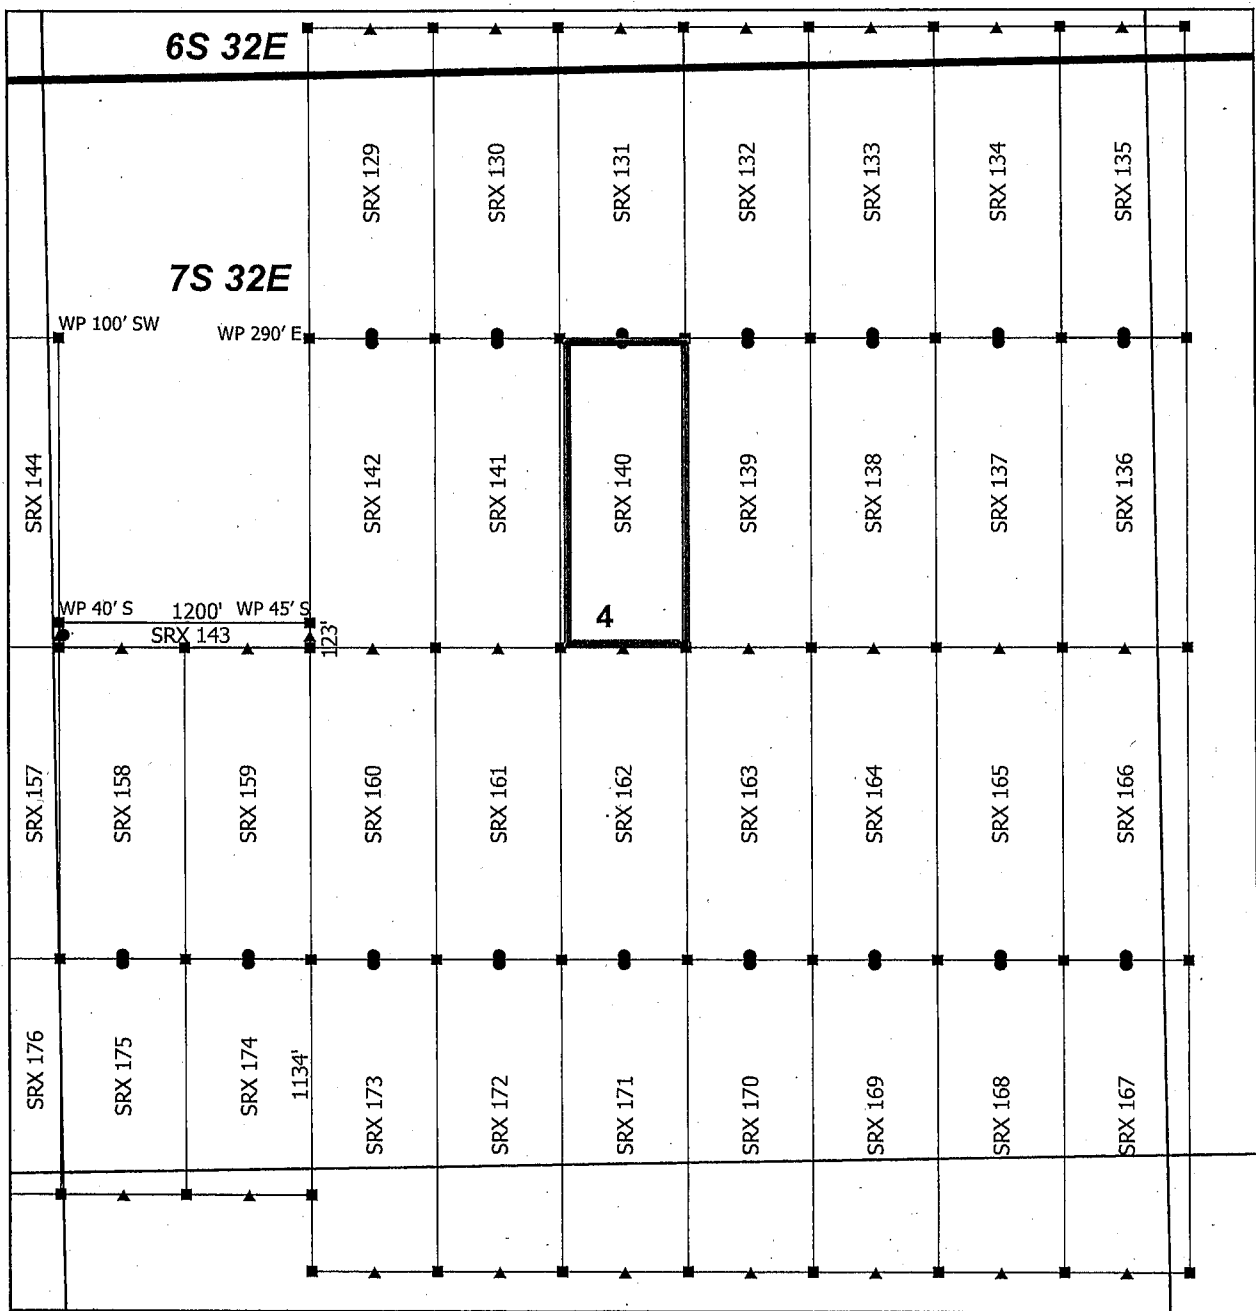 6S 32E
SRX 129
SRX 130
SRX 131
SRX 132
SRX 133
SRX 134
SRX 135
7S 32E
WP 100' SW
WP 290' E
SRX 144
SRX 142
SRX 141
SRX 140
SRX 139
SRX 138
SRX 137
SRX 136
4
WP 40' S
1200'
WP 45' S
SRX 143
123'
SRX 157
SRX 158
SRX 159
SRX 160
SRX 161
SRX 162
SRX 163
SRX 164
SRX 165
SRX 166
SRX 176
SRX 175
SRX 174
1134'
SRX 173
SRX 172
SRX 171
SRX 170
SRX 169
SRX 168
SRX 167